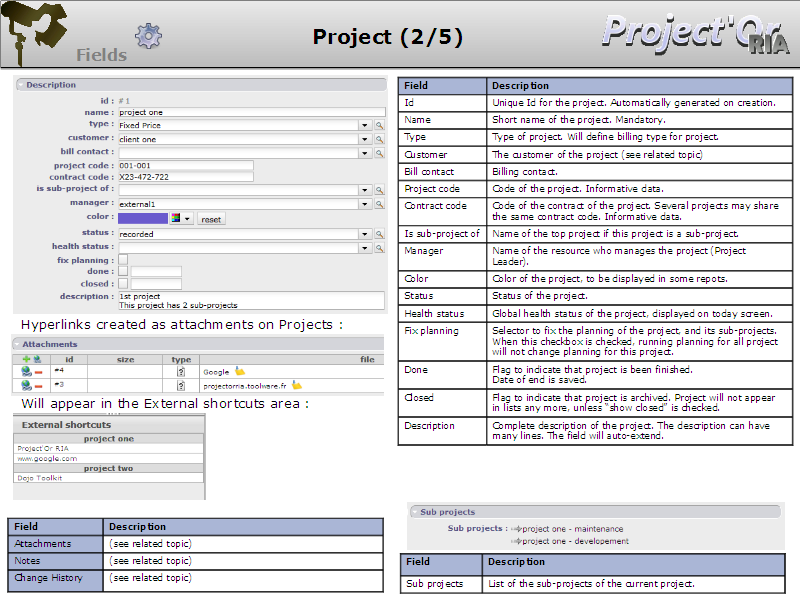 Fields
Project (2/5)
Project'Or
RIA
Description
id : # 1
name : project one
type : Fixed Price
customer : client one
bill contact :
project code : 001-001
contract code : X23-472-722
is sub-project of :
manager : external1
color : reset
status : recorded
health status :
fix planning :
done :
closed :
description : 1st project
This project has 2 sub-projects
Hyperlinks created as attachments on Projects :
Attachments
id size type file
#4 Google
#3 projectorria.toolware.fr
Will appear in the External shortcuts area :
External shortcuts
project one
Project'Or RIA
www.google.com
project two
Dojo Toolkit
Field Description
Attachments (see related topic)
Notes (see related topic)
Change History (see related topic)
Field Description
Id Unique Id for the project. Automatically generated on creation.
Name Short name of the project. Mandatory.
Type Type of project. Will define billing type for project.
Customer The customer of the project (see related topic)
Bill contact Billing contact.
Project code Code of the project. Informative data.
Contract code Code of the contract of the project. Several projects may share
the same contract code. Informative data.
Is sub-project of Name of the top project if this project is a sub-project.
Manager Name of the resource who manages the project (Project
Leader).
Color Color of the project, to be displayed in some repots.
Status Status of the project.
Health status Global health status of the project, displayed on today screen.
Fix planning Selector to fix the planning of the project, and its sub-projects.
When this checkbox is checked, running planning for all project
will not change planning for this project.
Done Flag to indicate that project is been finished.
Date of end is saved.
Closed Flag to indicate that project is archived. Project will not appear
in lists any more, unless "show closed" is checked.
Description Complete description of the project. The description can have
many lines. The field will auto-extend.
Sub projects
Sub projects : project one - maintenance
project one - developement
Field Description
Sub projects List of the sub-projects of the current project.